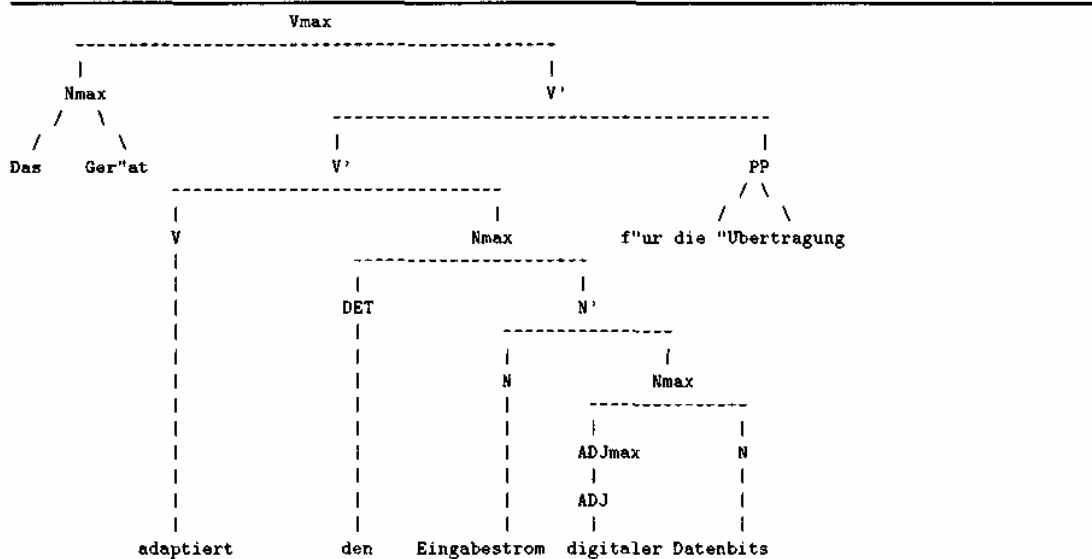 Vmax
Nmax V'
Das Ger"at V' PP
V Nmax f"ur die "Ubertragung
DET N'
N Nmax
ADJmax N
ADJ
adaptiert den Eingabestrom digitaler Datenbits